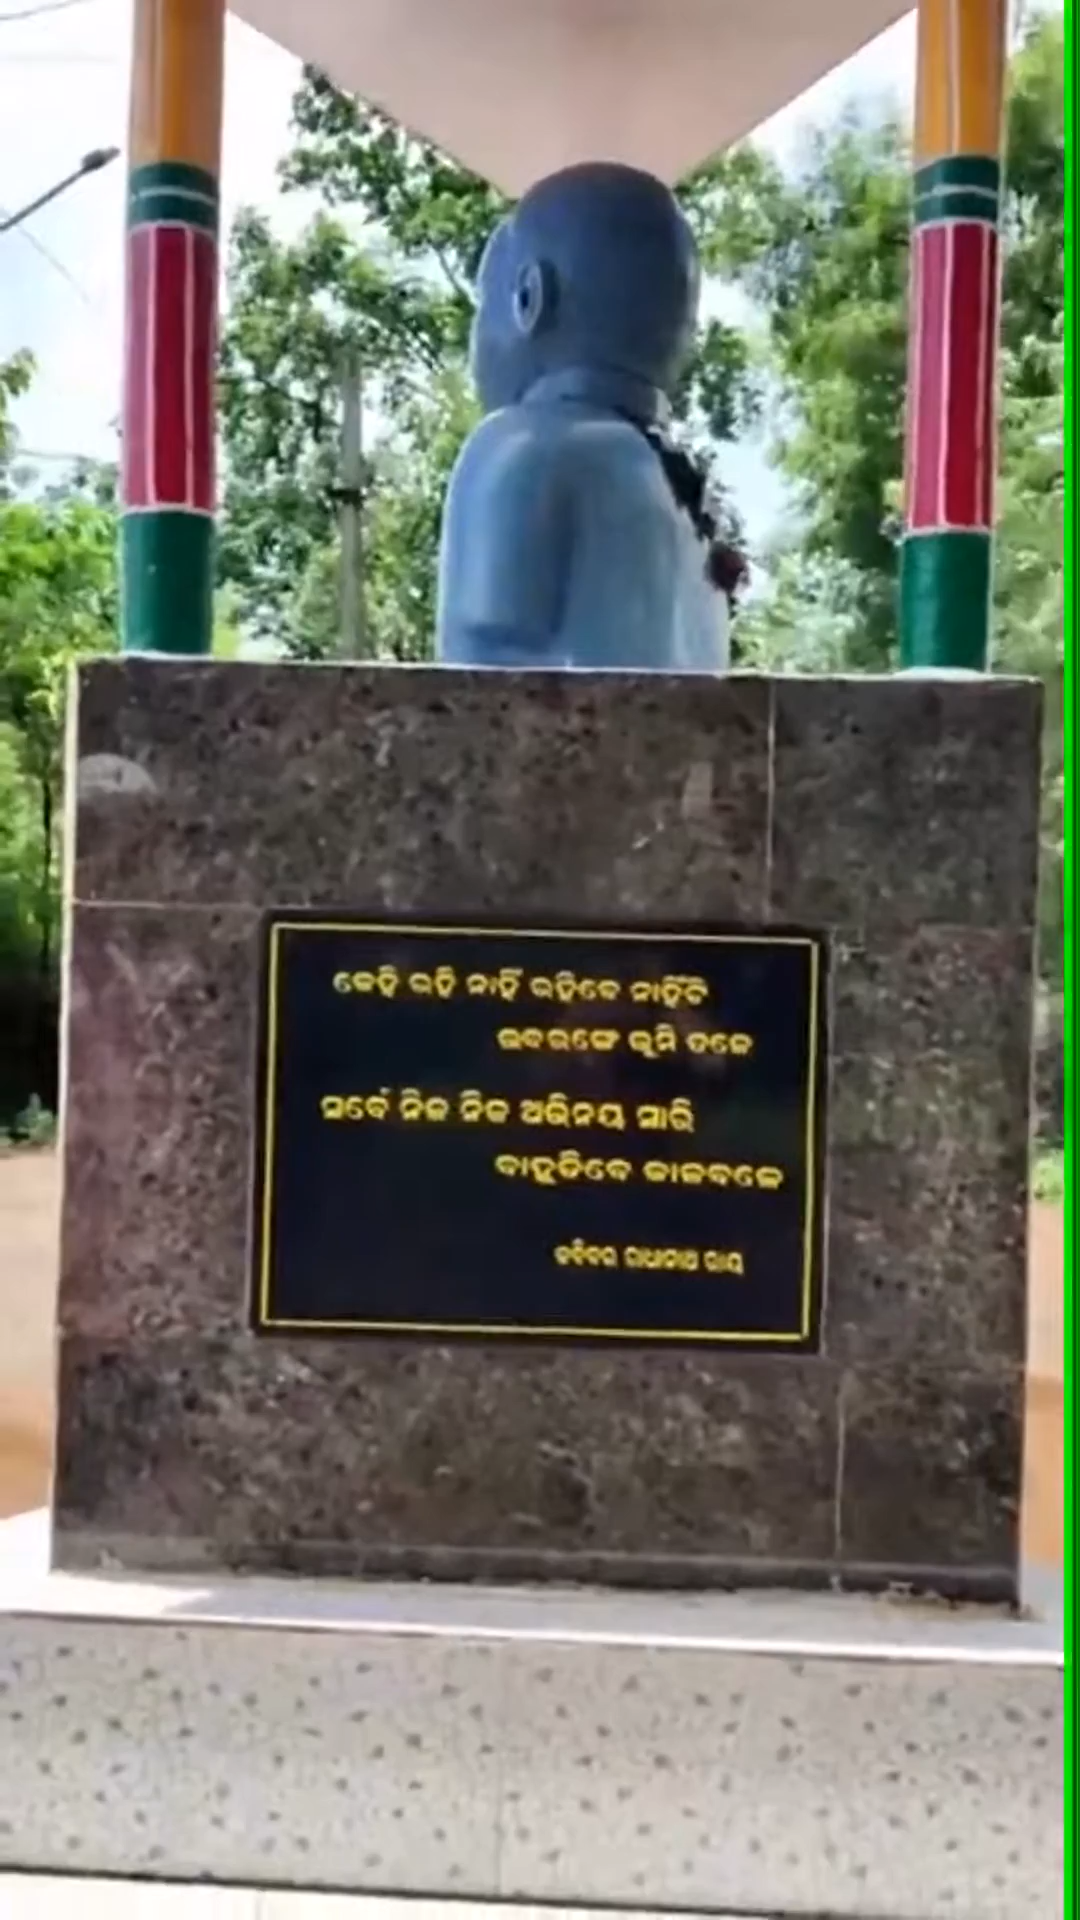 କେହି ରହି ନାହିଁ ରହିବେ ନାହିଁଟି
ଭବରଙ୍ଗ ଭୂମି ତଳେ
ସର୍ବେ ନିଜ ନିଜ ଅଭିନୟ ସାରି
ବାହୁଡିବେ କାଳବଳେ
କବିବର ରାଧାନାଥ ରାୟ